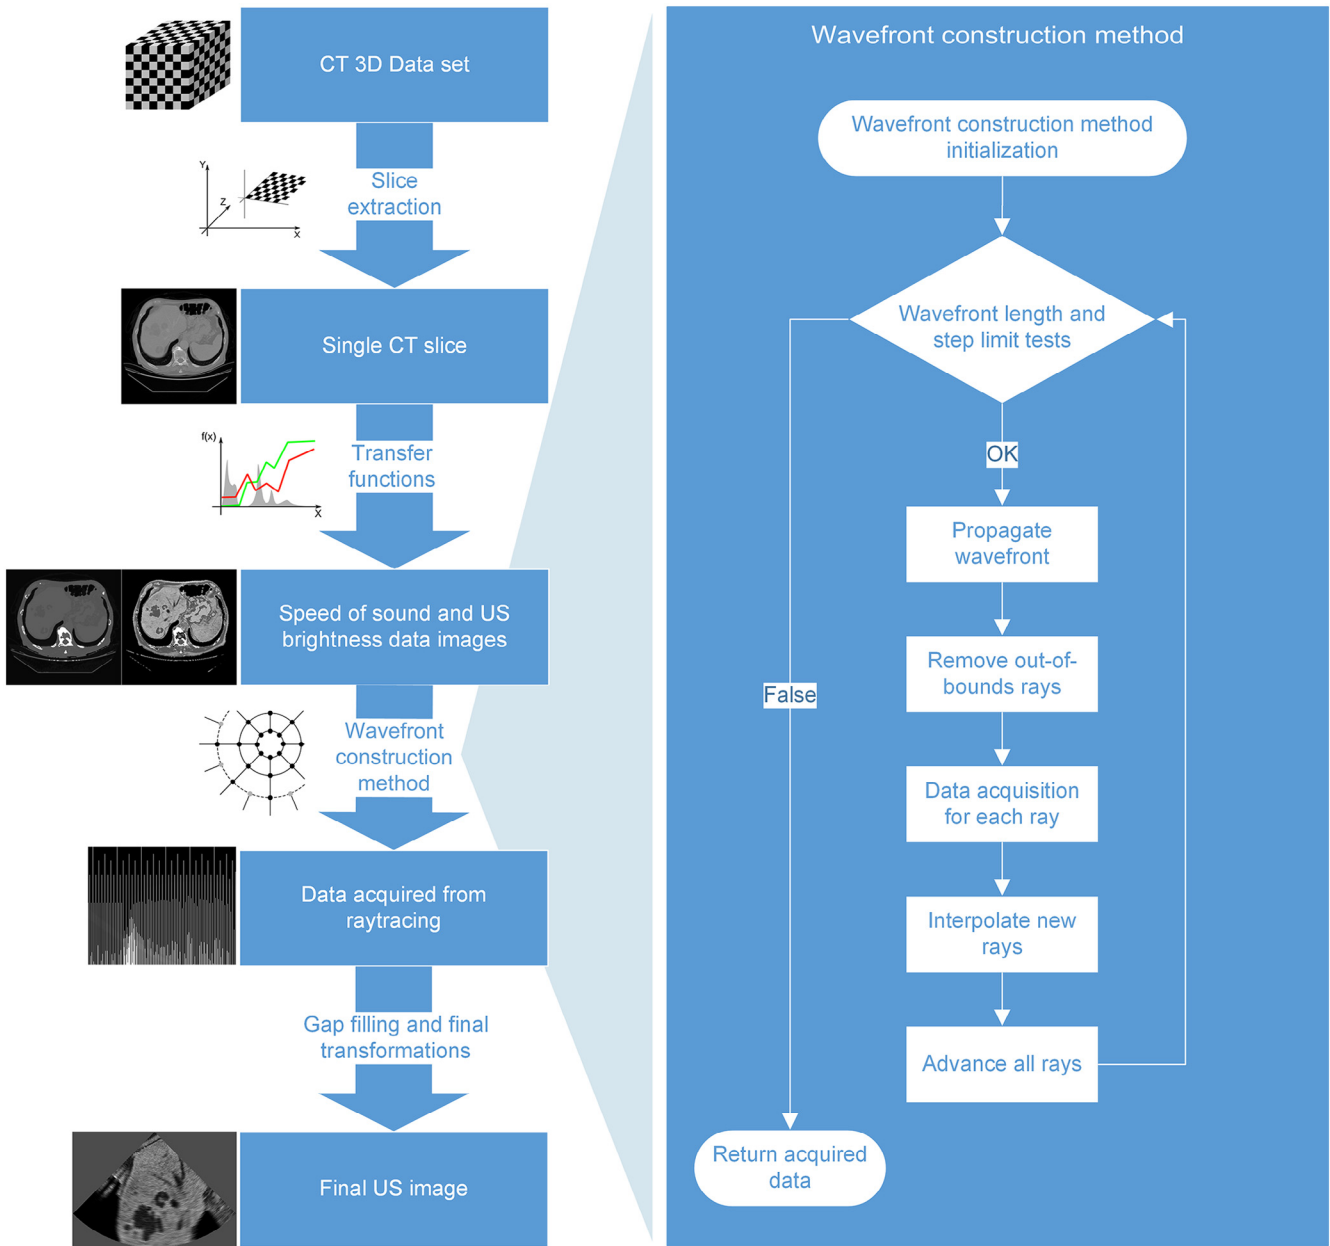 CT 3D Data set
Y
Z
X
Slice
extraction
Single CT slice
f(x)
X
Transfer
functions
Speed of sound and US
brightness data images
Wavefront
construction
method
Data acquired from
raytracing
Gap filling and final
transformations
Final US image
Wavefront construction method
Wavefront construction method
initialization
Wavefront length and
step limit tests
OK
Propagate
wavefront
Remove out-of-
bounds rays
False
Data acquisition
for each ray
Interpolate new
rays
Advance all rays
Return acquired
data